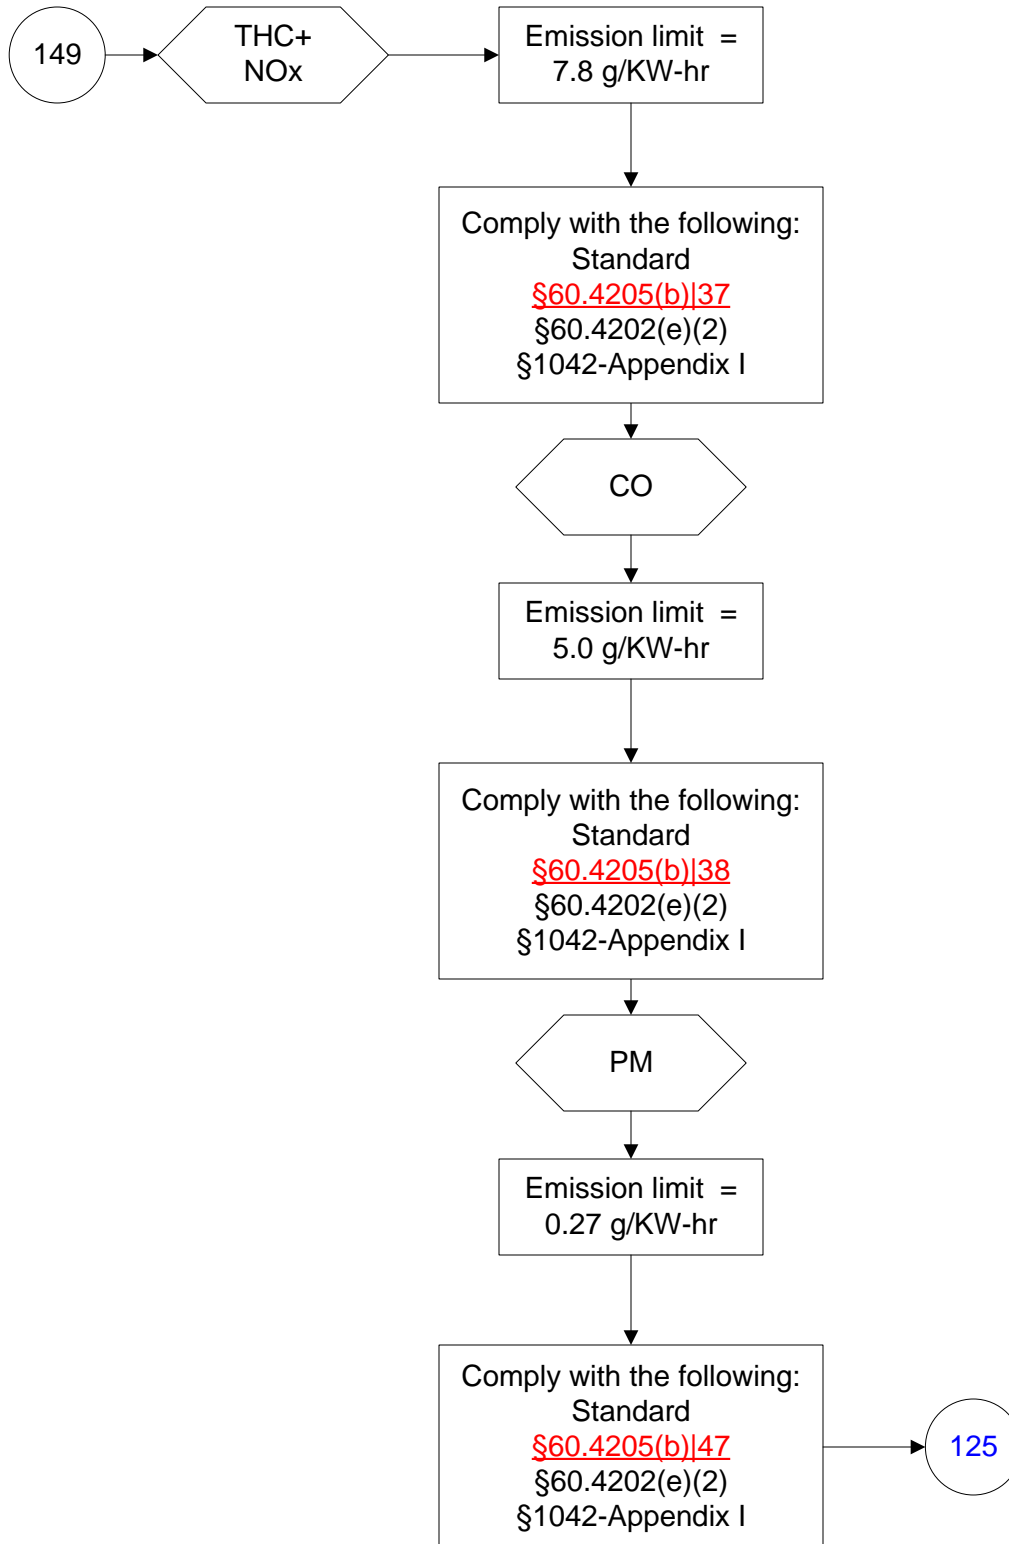 149
THC+
NOx
Emission limit =
7.8 g/KW-hr
Comply with the following:
Standard
§60.4205(b)|37
§60.4202(e)(2)
§1042-Appendix I
CO
Emission limit =
5.0 g/KW-hr
Comply with the following:
Standard
§60.4205(b)|38
§60.4202(e)(2)
§1042-Appendix I
PM
Emission limit =
0.27 g/KW-hr
Comply with the following:
Standard
§60.4205(b)|47
§60.4202(e)(2)
§1042-Appendix I
125